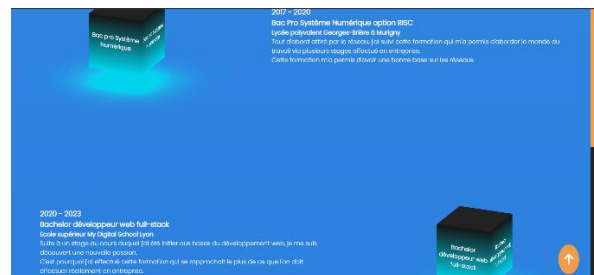 2017 - 2020
Bac Pro Système Numérique option RISC
Lycée polyvalent Georges-Brière à Murigny
Tout d'abord attiré par le réseau, j'ai suivi cette formation qui m'a permis d'aborder le monde du
travail via plusieurs stages effectué en entreprise.
Cette formation m'a permis d'avoir une bonne base sur les réseaux.
Bac pro Système
Numérique
2020 - 2023
Bachelor développeur web full-stack
Ecole supérieur My Digital School Lyon
Suite à un stage au cours duquel j'ai été initier aux bases du développement web, je me suis
découvert une nouvelle passion.
C'est pourquoi j'ai effectué cette formation qui se rapprochait le plus de ce que l'on doit
effectuer réellement en entreprise.
Bachelor
développeur web
full-stack